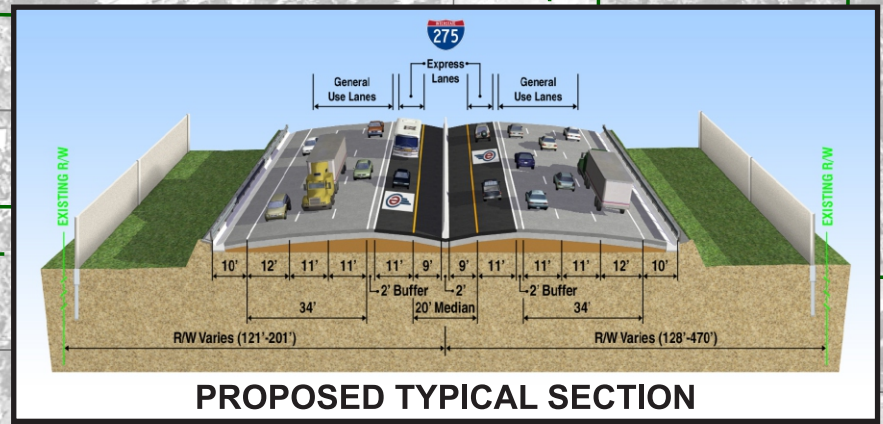 275
Express
Lanes
General
Use Lanes
General
Use Lanes
EXISTING R/W
EXISTING R/W
10' 12' 11' 11' 11' 9' 9' 11' 11' 11' 12' 10'
2' Buffer 2' 2' Buffer
34' 20' Median 34'
R/W Varies (121'-201') R/W Varies (128'-470')
PROPOSED TYPICAL SECTION